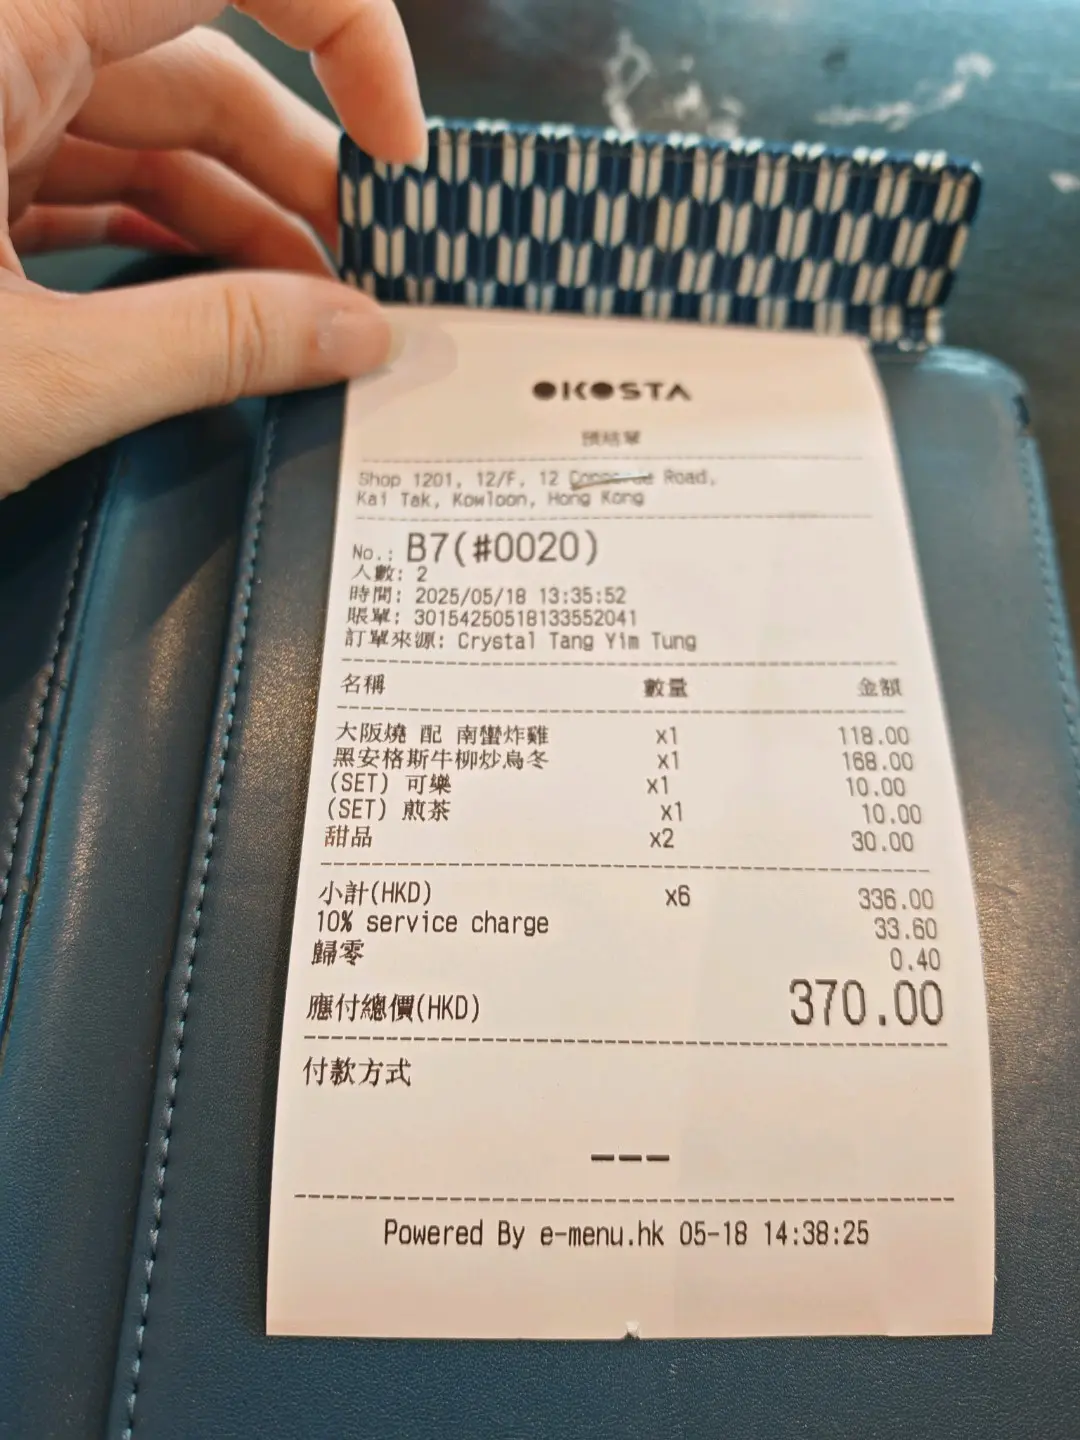 OKOSTA
預結單
Shop 1201, 12/F, 12 Concorde Road,
Kai Tak, Kowloon, Hong Kong
No.: B7(#0020)
人數: 2
時間: 2025/05/18 13:35:52
賬單: 30154250518133552041
訂單來源: Crystal Tang Yim Tung
名稱 數量 金額
大阪燒 配 南蠻炸雞 x1 118.00
黑安格斯牛柳炒烏冬 x1 168.00
(SET) 可樂 x1 10.00
(SET) 煎茶 x1 10.00
甜品 x2 30.00
小計(HKD) x6 336.00
10% service charge 33.60
歸零 0.40
應付總價(HKD) 370.00
付款方式
---
Powered By e-menu.hk 05-18 14:38:25